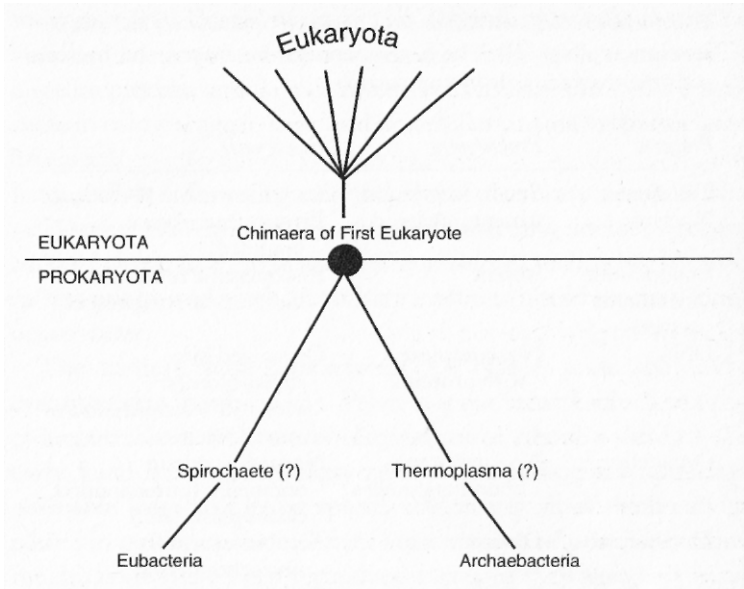 Eukaryota
Chimaera of First Eukaryote
EUKARYOTA
PROKARYOTA
Spirochaete (?)
Thermoplasma (?)
Eubacteria
Archaebacteria